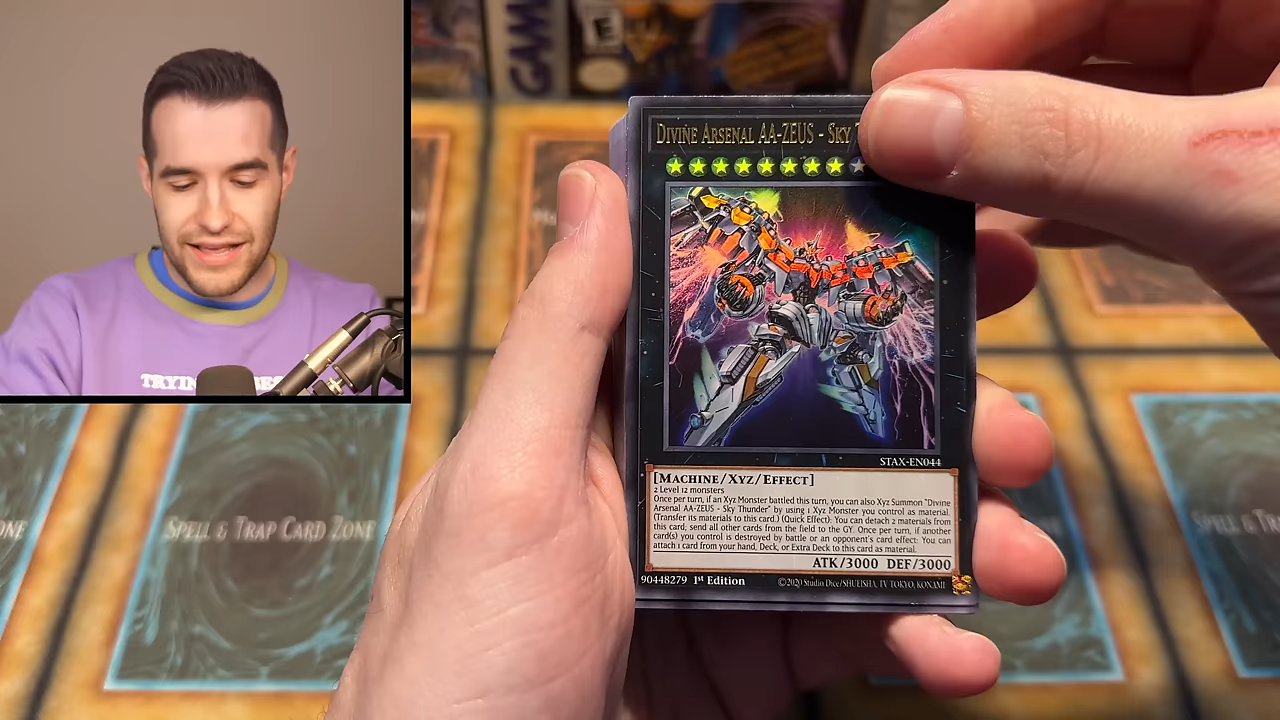 GAM
E
DIVINE ARSENAL AA-ZEUS - SKY
STAX-EN044
[MACHINE/XYZ/EFFECT]
2 Level 12 monsters
Once per turn, if an Xyz Monster battled this turn, you can also Xyz Summon "Divine
Arsenal AA-ZEUS - Sky Thunder" by using 1 Xyz Monster you control as material.
(Transfer its materials to this card.) (Quick Effect): You can detach 2 materials from
this card; send all other cards from the field to the GY. Once per turn, if another
card(s) you control is destroyed by battle or an opponent's card effect: You can
attach 1 card from your hand, Deck, or Extra Deck to this card as material.
ATK/3000 DEF/3000
90448279 1st Edition ©2020 Studio Dice/SHUEISHA, TV TOKYO, KONAMI
TRYIN
ZONE
SPELL & TRAP CARD ZONE
SPELL & TRA